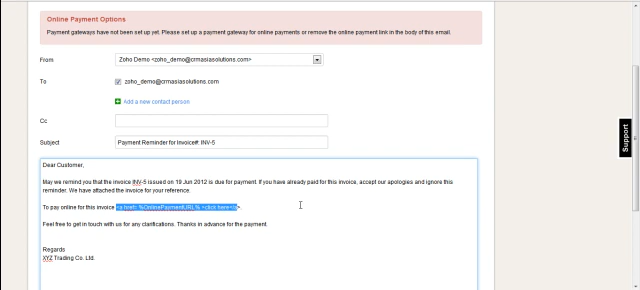 Online Payment Options
Payment gateways have not been set up yet. Please set up a payment gateway for online payments or remove the online payment link in the body of this email.
From
Zoho Demo <zoho_demo@crmasiasolutions.com>
To
zoho_demo@crmasiasolutions.com
Add a new contact person
Cc
Subject
Payment Reminder for Invoice#: INV-5
Dear Customer,
May we remind you that the invoice INV-5 issued on 19 Jun 2012 is due for payment. If you have already paid for this invoice, accept our apologies and ignore this
reminder. We have attached the invoice for your reference.
To pay online for this invoice <a href= %OnlinePaymentURL% >click here</a>.
Feel free to get in touch with us for any clarifications. Thanks in advance for the payment.
Regards
XYZ Trading Co. Ltd.
Support